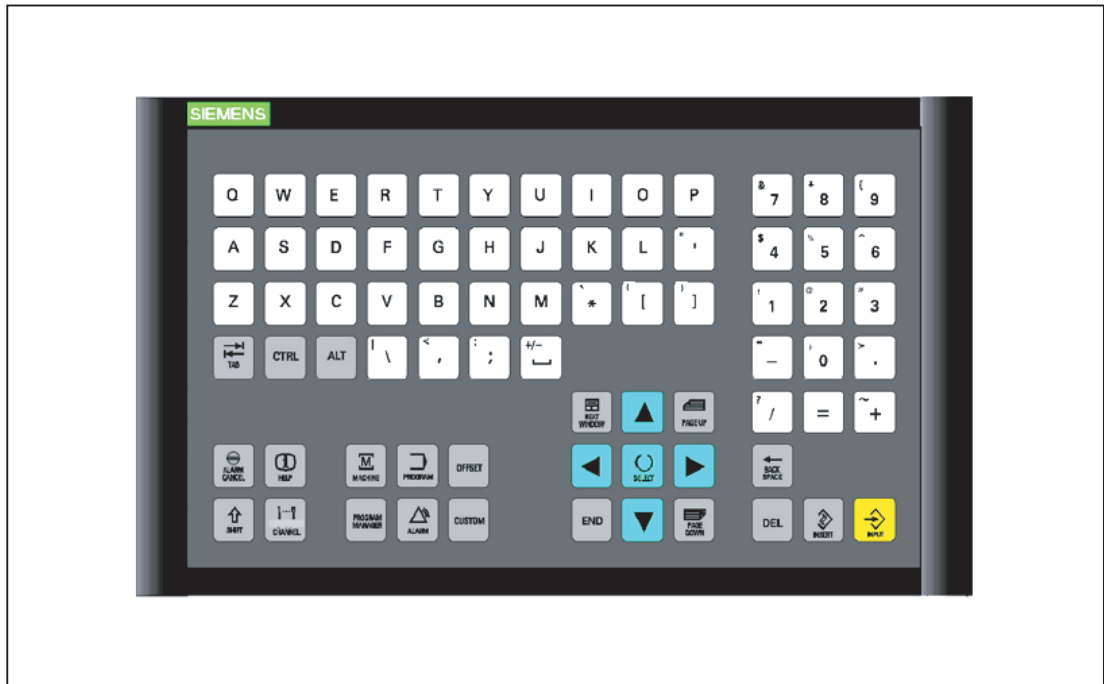 SIEMENS
Q W E R T Y U I O P & 7 * 8 ( 9
A S D F G H J K L " ' $ 4 % 5 ^ 6
Z X C V B N M ` * { [ } ] ! 1 @ 2 # 3
TAB CTRL ALT | \ < , : ; +/- _ ) 0 > .
NEXT WINDOW PAGE UP ? / = ~ +
ALARM CANCEL HELP M MACHINE PROGRAM OFFSET SELECT BACK SPACE
SHIFT 1...n CHANNEL PROGRAM MANAGER ALARM CUSTOM END PAGE DOWN DEL INSERT INPUT